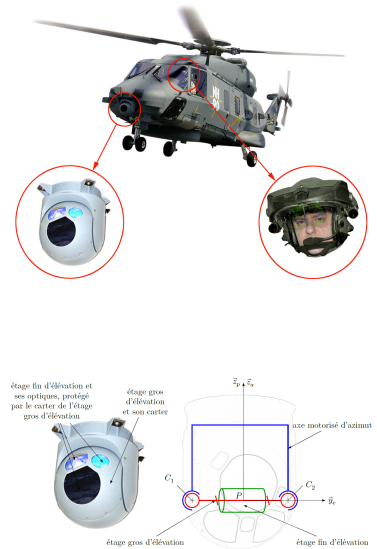 étage fin d'élévation et
ses optiques, protégé
par le carter de l'étage
gros d'élévation
étage gros
d'élévation
et son carter
z⃗p z⃗a
axe motorisé d'azimut
C1
C2
P
y⃗e
étage gros d'élévation
étage fin d'élévation